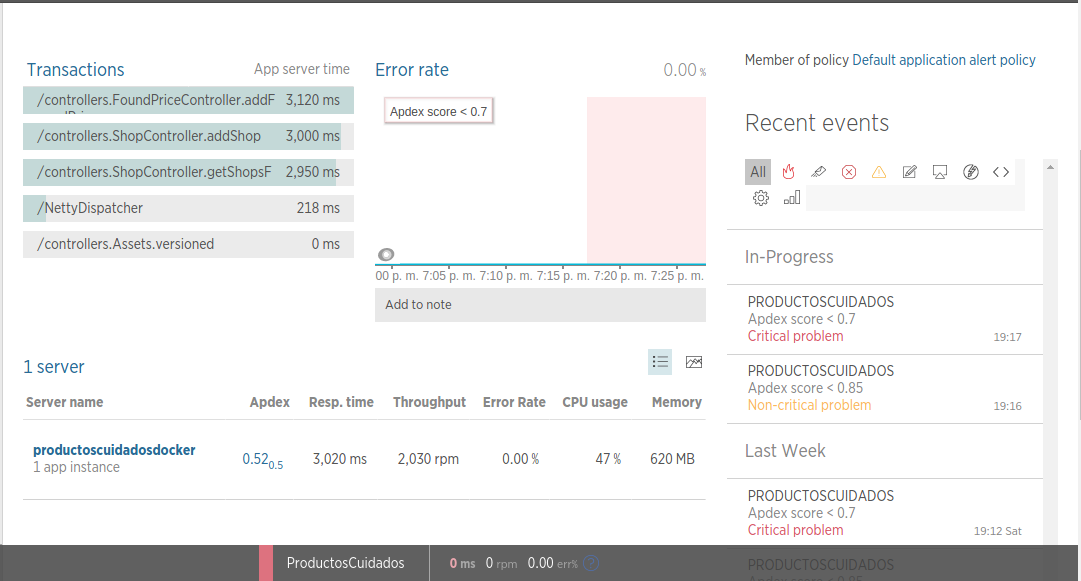 Transactions App server time
/controllers.FoundPriceController.addF 3,120 ms
/controllers.ShopController.addShop 3,000 ms
/controllers.ShopController.getShopsF 2,950 ms
/NettyDispatcher 218 ms
/controllers.Assets.versioned 0 ms
Error rate 0.00 %
Apdex score < 0.7
00 p. m. 7:05 p. m. 7:10 p. m. 7:15 p. m. 7:20 p. m. 7:25 p. m.
Add to note
1 server
Server name Apdex Resp. time Throughput Error Rate CPU usage Memory
productoscuidadosdocker 0.52 0.5 3,020 ms 2,030 rpm 0.00 % 47 % 620 MB
1 app instance
Member of policy Default application alert policy
Recent events
All
In-Progress
PRODUCTOSCUIDADOS
Apdex score < 0.7
Critical problem 19:17
PRODUCTOSCUIDADOS
Apdex score < 0.85
Non-critical problem 19:16
Last Week
PRODUCTOSCUIDADOS
Apdex score < 0.7
Critical problem 19:12 Sat
PRODUCTOSCUIDADOS
Apdex score < 0.85
ProductosCuidados 0 ms 0 rpm 0.00 err% ?